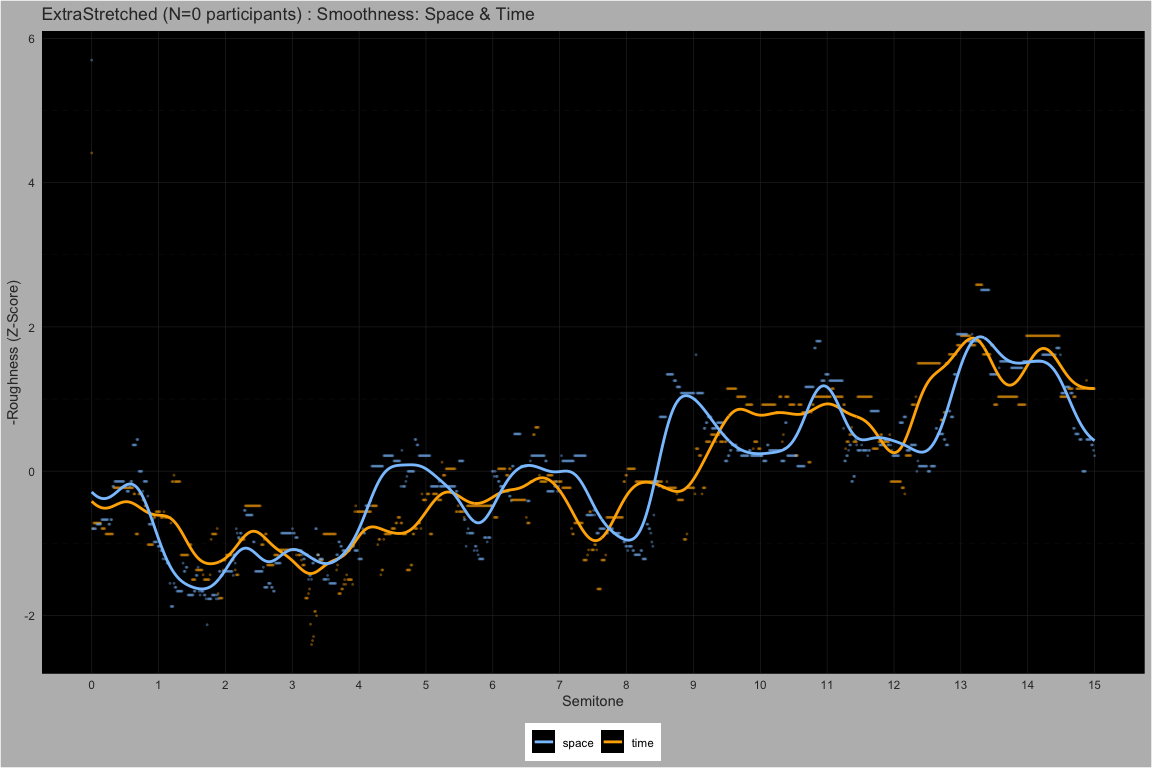 ExtraStretched (N=0 participants) : Smoothness: Space & Time
6
4
2
0
-2
-Roughness (Z-Score)
0 1 2 3 4 5 6 7 8 9 10 11 12 13 14 15
Semitone
space time